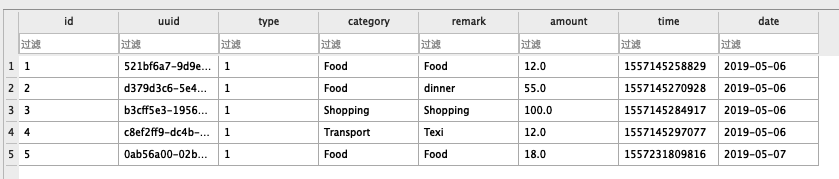 id uuid type category remark amount time date
过滤 过滤 过滤 过滤 过滤 过滤 过滤 过滤
1 1 521bf6a7-9d9e... 1 Food Food 12.0 1557145258829 2019-05-06
2 2 d379d3c6-5e4... 1 Food dinner 55.0 1557145270928 2019-05-06
3 3 b3cff5e3-1956... 1 Shopping Shopping 100.0 1557145284917 2019-05-06
4 4 c8ef2ff9-dc4b-... 1 Transport Texi 12.0 1557145297077 2019-05-06
5 5 0ab56a00-02b... 1 Food Food 18.0 1557231809816 2019-05-07